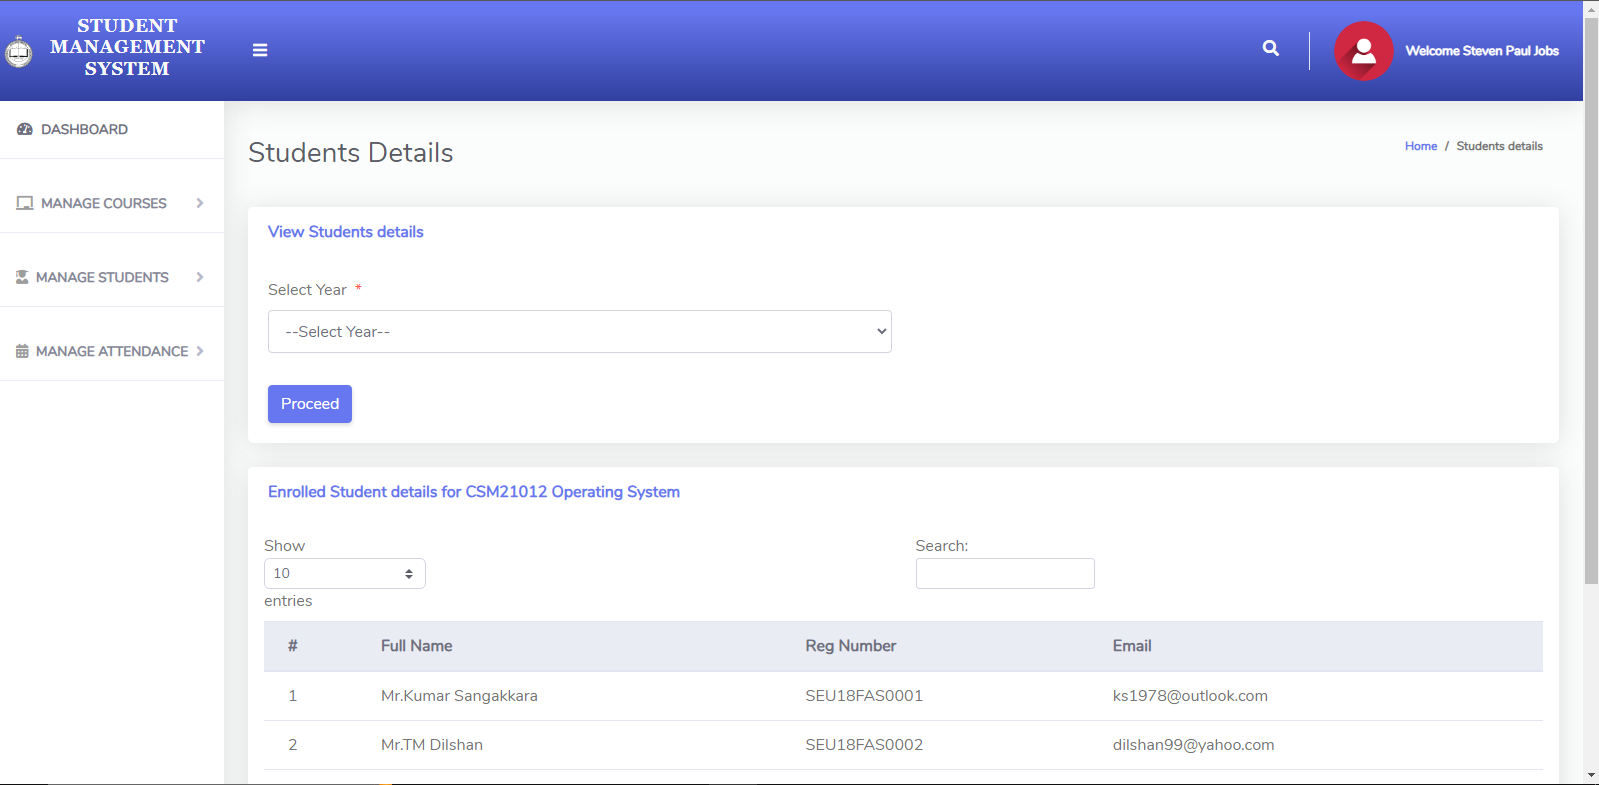 STUDENT
MANAGEMENT
SYSTEM
Welcome Steven Paul Jobs
DASHBOARD
MANAGE COURSES
MANAGE STUDENTS
MANAGE ATTENDANCE
Students Details
Home / Students details
View Students details
Select Year *
--Select Year--
Proceed
Enrolled Student details for CSM21012 Operating System
Show
10
entries
Search:
# Full Name Reg Number Email
1 Mr.Kumar Sangakkara SEU18FAS0001 ks1978@outlook.com
2 Mr.TM Dilshan SEU18FAS0002 dilshan99@yahoo.com